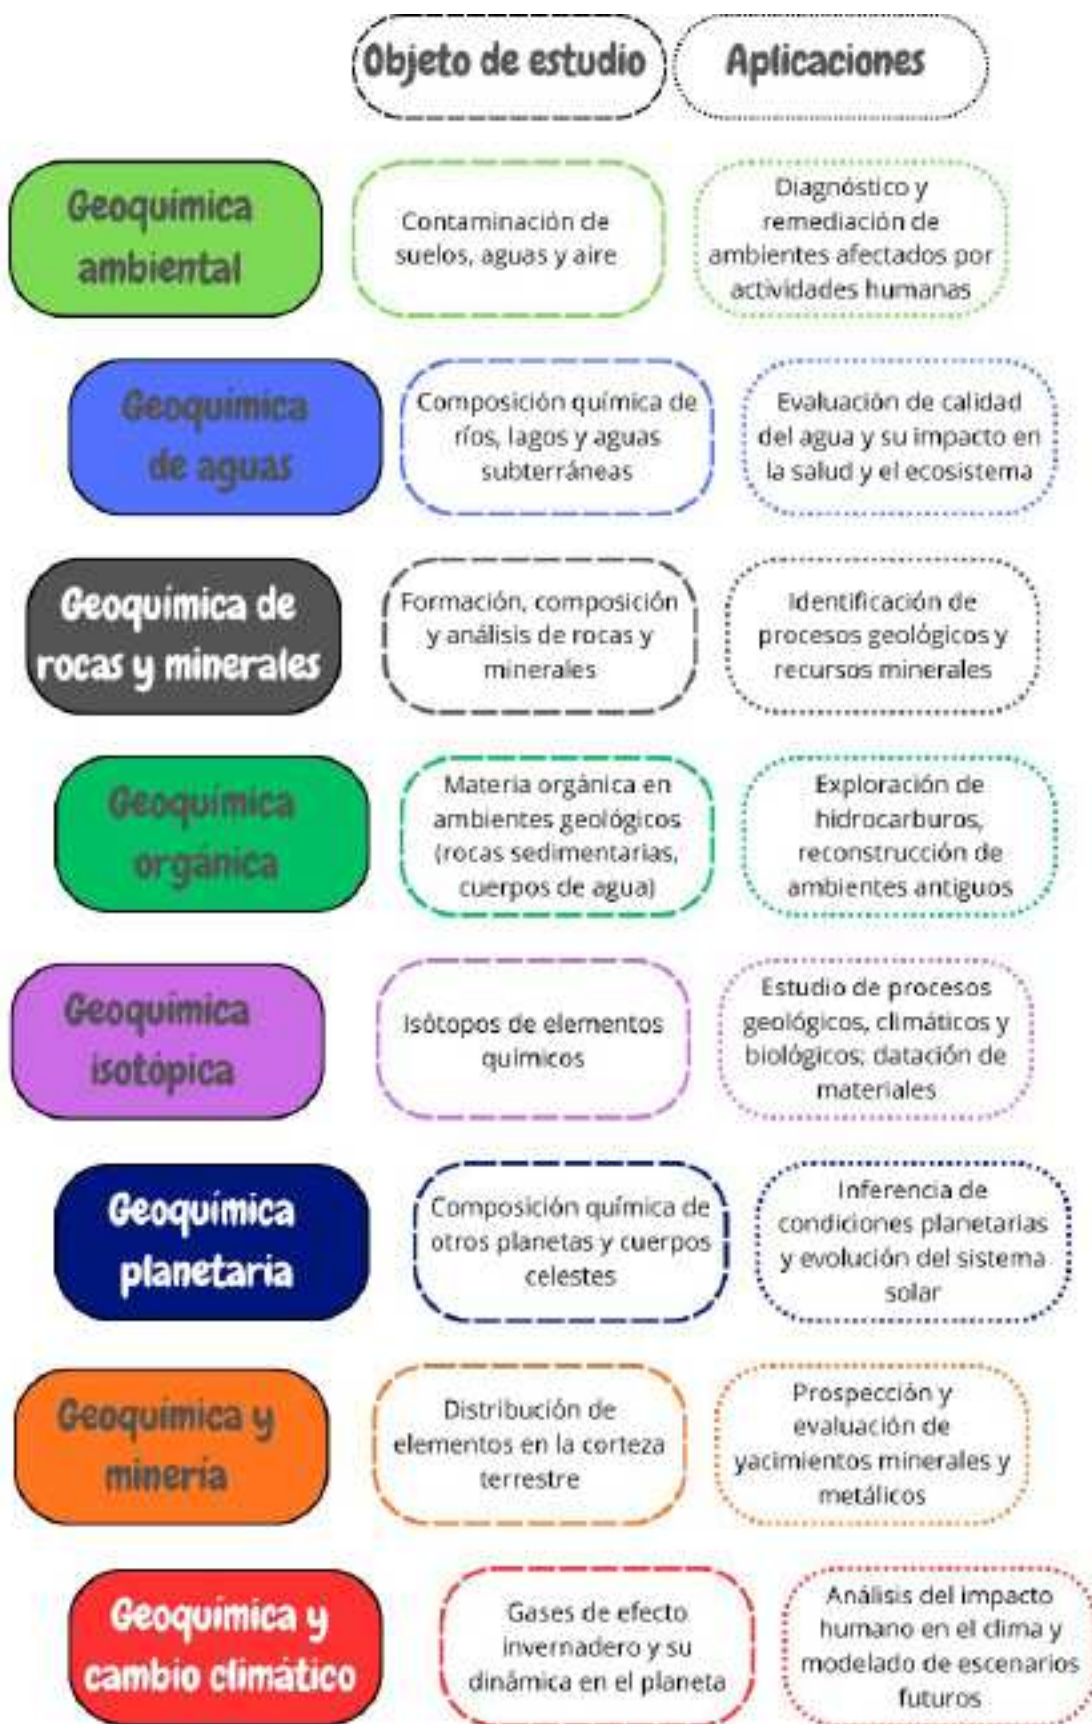 Objeto de estudio
Aplicaciones
Geoquímica
ambiental
Contaminación de
suelos, aguas y aire
Diagnóstico y
remediación de
ambientes afectados por
actividades humanas
Geoquímica
de aguas
Composición química de
ríos, lagos y aguas
subterráneas
Evaluación de calidad
del agua y su impacto en
la salud y el ecosistema
Geoquímica de
rocas y minerales
Formación, composición
y análisis de rocas y
minerales
Identificación de
procesos geológicos y
recursos minerales
Geoquímica
orgánica
Materia orgánica en
ambientes geológicos
(rocas sedimentarias,
cuerpos de agua)
Exploración de
hidrocarburos,
reconstrucción de
ambientes antiguos
Geoquímica
isotópica
Isótopos de elementos
químicos
Estudio de procesos
geológicos, climáticos y
biológicos; datación de
materiales
Geoquímica
planetaria
Composición química de
otros planetas y cuerpos
celestes
Inferencia de
condiciones planetarias
y evolución del sistema
solar
Geoquímica y
minería
Distribución de
elementos en la corteza
terrestre
Prospección y
evaluación de
yacimientos minerales y
metálicos
Geoquímica y
cambio climático
Gases de efecto
invernadero y su
dinámica en el planeta
Análisis del impacto
humano en el clima y
modelado de escenarios
futuros